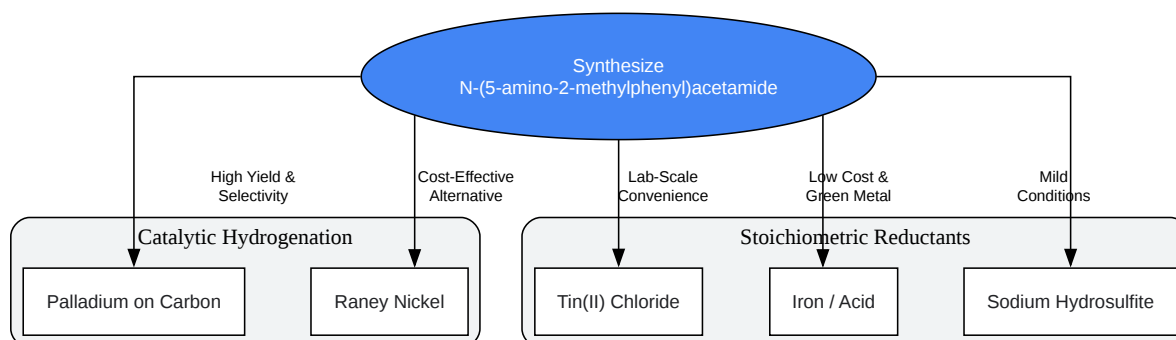 Synthesize
N-(5-amino-2-methylphenyl)acetamide
High Yield &
Selectivity
Cost-Effective
Alternative
Lab-Scale
Convenience
Low Cost &
Green Metal
Mild
Conditions
Catalytic Hydrogenation
Stoichiometric Reductants
Palladium on Carbon
Raney Nickel
Tin(II) Chloride
Iron / Acid
Sodium Hydrosulfite